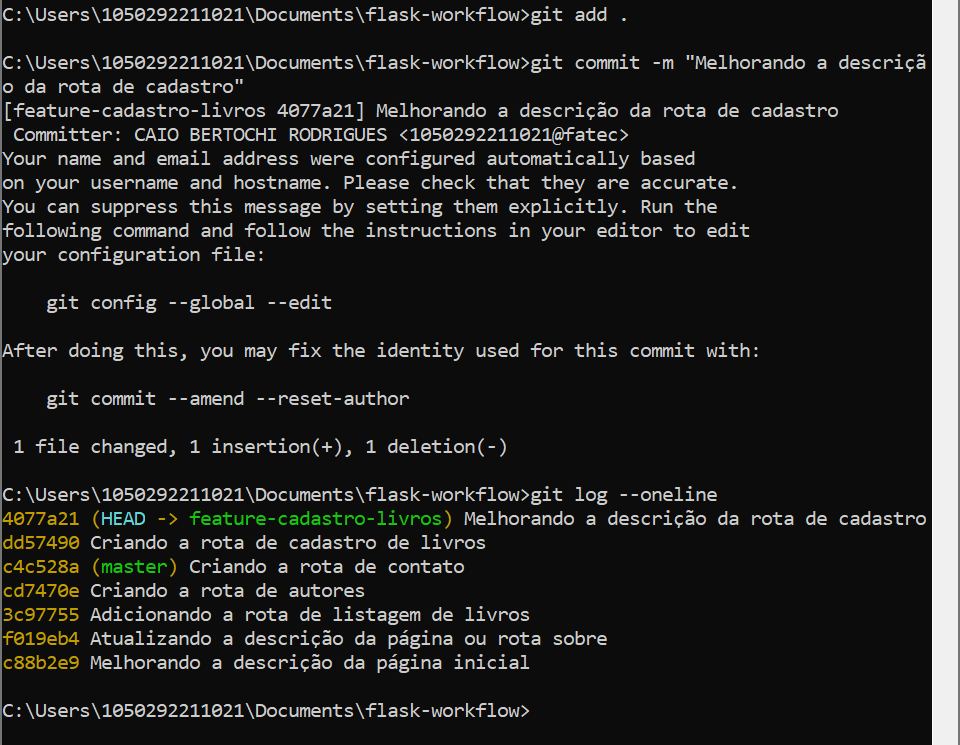 C:\Users\1050292211021\Documents\flask-workflow>git add .
C:\Users\1050292211021\Documents\flask-workflow>git commit -m "Melhorando a descriçã
o da rota de cadastro"
[feature-cadastro-livros 4077a21] Melhorando a descrição da rota de cadastro
 Committer: CAIO BERTOCHI RODRIGUES <1050292211021@fatec>
Your name and email address were configured automatically based
on your username and hostname. Please check that they are accurate.
You can suppress this message by setting them explicitly. Run the
following command and follow the instructions in your editor to edit
your configuration file:
    git config --global --edit
After doing this, you may fix the identity used for this commit with:
    git commit --amend --reset-author
 1 file changed, 1 insertion(+), 1 deletion(-)
C:\Users\1050292211021\Documents\flask-workflow>git log --oneline
4077a21 (HEAD -> feature-cadastro-livros) Melhorando a descrição da rota de cadastro
dd57490 Criando a rota de cadastro de livros
c4c528a (master) Criando a rota de contato
cd7470e Criando a rota de autores
3c97755 Adicionando a rota de listagem de livros
f019eb4 Atualizando a descrição da página ou rota sobre
c88b2e9 Melhorando a descrição da página inicial
C:\Users\1050292211021\Documents\flask-workflow>